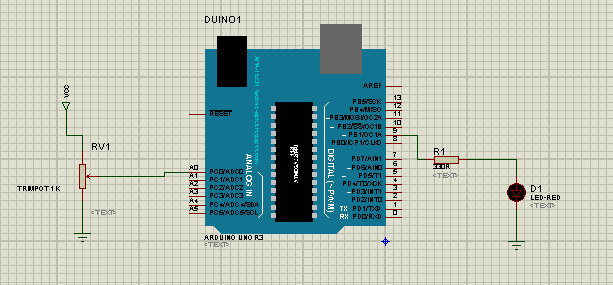 DUINO1
AREF
RESET
13
PB5/SCK
12
PB4/MISO
11
~PB3/MOSI/OC2A
10
~PB2/SS/OC1B
9
~PB1/OC1A
8
PB0/ICP1/CLKO
7
PD7/AIN1
6
~PD6/AIN0
5
~PD5/T1
4
PD4/T0/XCK
3
~PD3/INT1
2
PD2/INT0
1
TX PD1/TXD
0
RX PD0/RXD
A0
PC0/ADC0
A1
PC1/ADC1
A2
PC2/ADC2
A3
PC3/ADC3
A4
PC4/ADC4/SDA
A5
PC5/ADC5/SCL
ANALOG IN
DIGITAL (~PWM)
ARDUINO UNO R3
<TEXT>
RV1
TRIMPOT1K
<TEXT>
R1
330R
<TEXT>
D1
LED-RED
<TEXT>